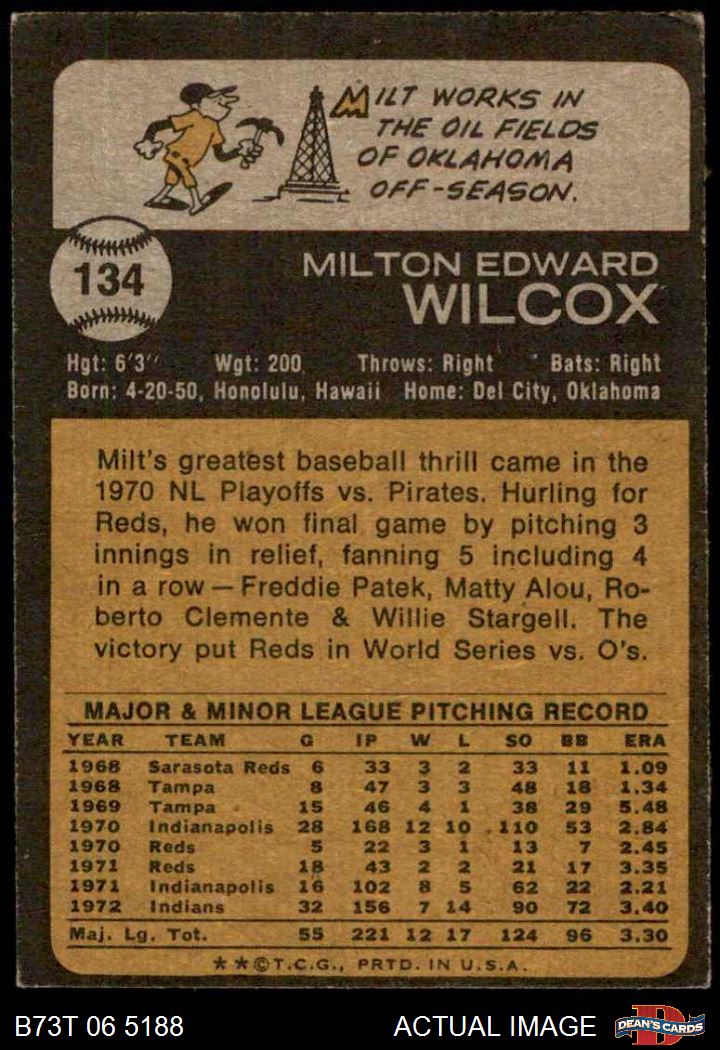 MILT WORKS IN
THE OIL FIELDS
OF OKLAHOMA
OFF-SEASON.
134
MILTON EDWARD
WILCOX
Hgt: 6'3" Wgt: 200 Throws: Right Bats: Right
Born: 4-20-50, Honolulu, Hawaii Home: Del City, Oklahoma
Milt's greatest baseball thrill came in the
1970 NL Playoffs vs. Pirates. Hurling for
Reds, he won final game by pitching 3
innings in relief, fanning 5 including 4
in a row — Freddie Patek, Matty Alou, Ro-
berto Clemente & Willie Stargell. The
victory put Reds in World Series vs. O's.
MAJOR & MINOR LEAGUE PITCHING RECORD
YEAR TEAM G IP W L SO BB ERA
1968 Sarasota Reds 6 33 3 2 33 11 1.09
1968 Tampa 8 47 3 3 48 18 1.34
1969 Tampa 15 46 4 1 38 29 5.48
1970 Indianapolis 28 168 12 10 110 53 2.84
1970 Reds 5 22 3 1 13 7 2.45
1971 Reds 18 43 2 2 21 17 3.35
1971 Indianapolis 16 102 8 5 62 22 2.21
1972 Indians 32 156 7 14 90 72 3.40
Maj. Lg. Tot. 55 221 12 17 124 96 3.30
★★©T.C.G., PRTD. IN U.S.A.
B73T 06 5188 ACTUAL IMAGE D DEAN'S CARDS